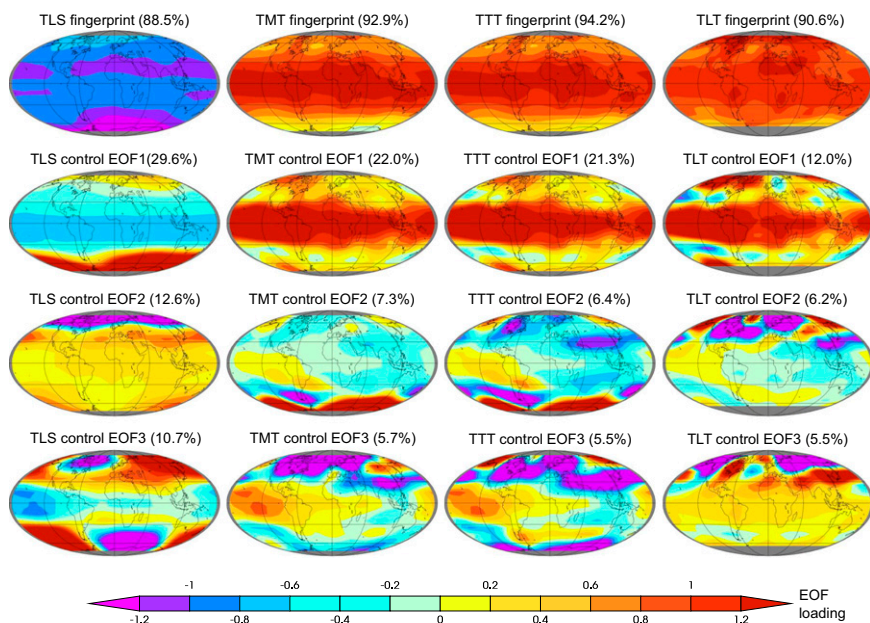 TLS fingerprint (88.5%) TMT fingerprint (92.9%) TTT fingerprint (94.2%) TLT fingerprint (90.6%)
TLS control EOF1(29.6%) TMT control EOF1 (22.0%) TTT control EOF1 (21.3%) TLT control EOF1 (12.0%)
TLS control EOF2 (12.6%) TMT control EOF2 (7.3%) TTT control EOF2 (6.4%) TLT control EOF2 (6.2%)
TLS control EOF3 (10.7%) TMT control EOF3 (5.7%) TTT control EOF3 (5.5%) TLT control EOF3 (5.5%)
-1 -0.6 -0.2 0.2 0.6 1
EOF
loading
-1.2 -0.8 -0.4 0 0.4 0.8 1.2